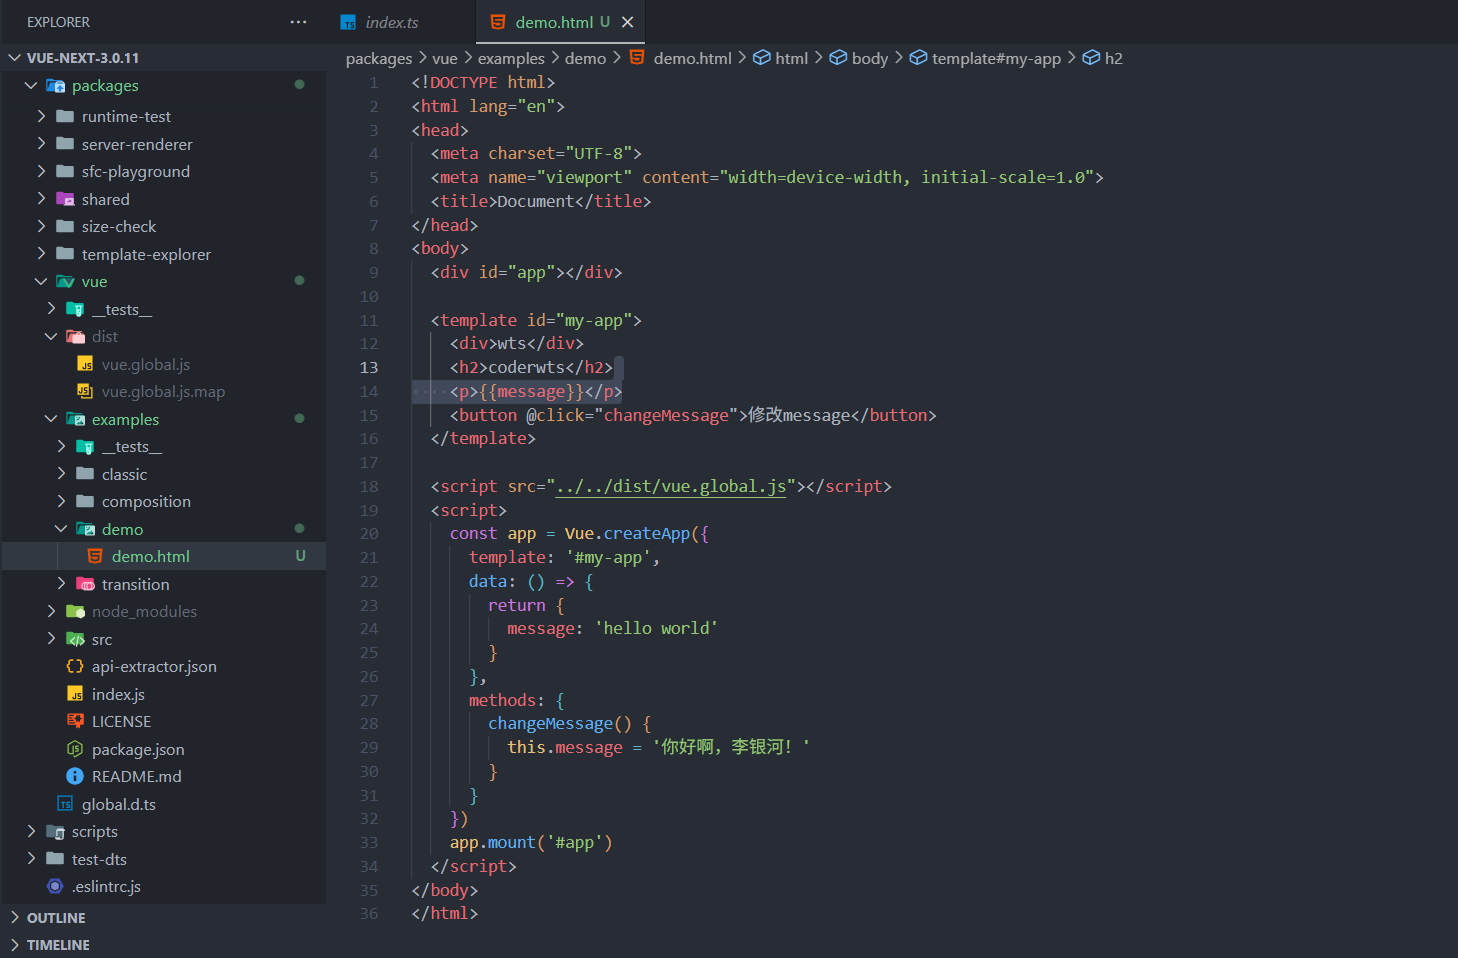 EXPLORER
index.ts
demo.html U
VUE-NEXT-3.0.11
packages
runtime-test
server-renderer
sfc-playground
shared
size-check
template-explorer
vue
__tests__
dist
vue.global.js
vue.global.js.map
examples
__tests__
classic
composition
demo
demo.html U
transition
node_modules
src
api-extractor.json
index.js
LICENSE
package.json
README.md
global.d.ts
scripts
test-dts
.eslintrc.js
OUTLINE
TIMELINE
packages > vue > examples > demo > demo.html > html > body > template#my-app > h2
1 <!DOCTYPE html>
2 <html lang="en">
3 <head>
4 <meta charset="UTF-8">
5 <meta name="viewport" content="width=device-width, initial-scale=1.0">
6 <title>Document</title>
7 </head>
8 <body>
9 <div id="app"></div>
10
11 <template id="my-app">
12 <div>wts</div>
13 <h2>coderwts</h2>
14 <p>{{message}}</p>
15 <button @click="changeMessage">修改message</button>
16 </template>
17
18 <script src="../../dist/vue.global.js"></script>
19 <script>
20 const app = Vue.createApp({
21 template: '#my-app',
22 data: () => {
23 return {
24 message: 'hello world'
25 }
26 },
27 methods: {
28 changeMessage() {
29 this.message = '你好啊，李银河！'
30 }
31 }
32 })
33 app.mount('#app')
34 </script>
35 </body>
36 </html>